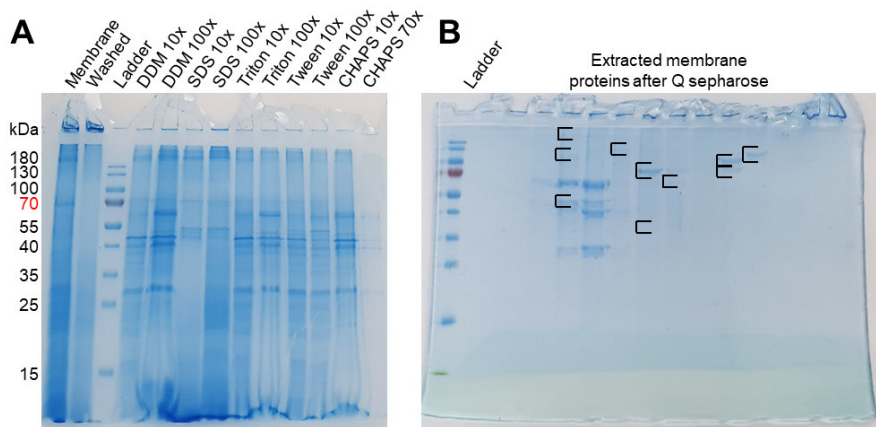 A
Membrane
Washed
Ladder
DDM 10x
DDM 100x
SDS 10x
SDS 100x
Triton 10x
Triton 100x
Tween 10x
Tween 100x
CHAPS 10x
CHAPS 70x
kDa
180
130
100
70
55
40
35
25
15
B
Ladder
Extracted membrane
proteins after Q sepharose